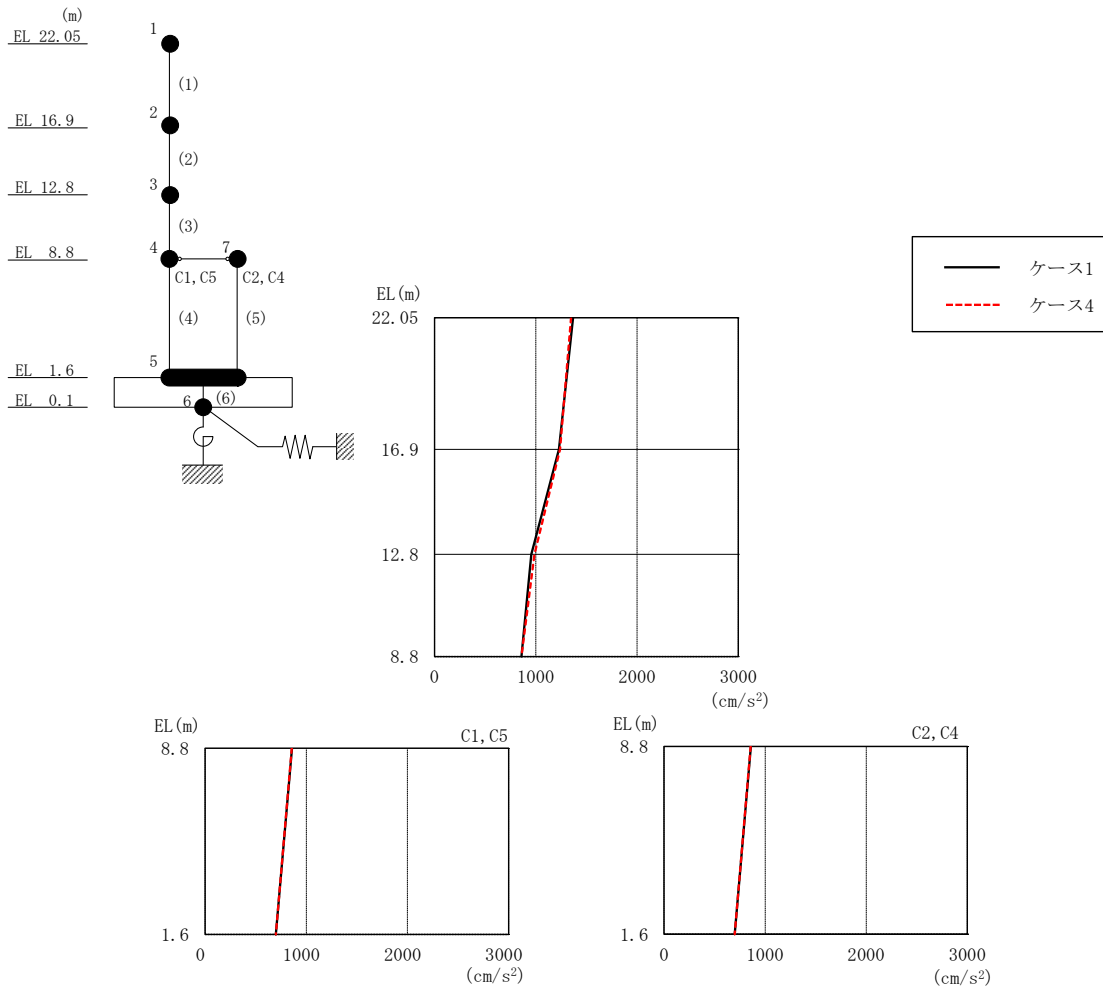 (m)
EL 22.05
EL 16.9
EL 12.8
EL 8.8
EL 1.6
EL 0.1
1
(1)
2
(2)
3
(3)
4
7
C1,C5
C2,C4
(4)
(5)
5
6
(6)
ケース1
ケース4
EL(m)
22.05
16.9
12.8
8.8
0 1000 2000 3000
(cm/s²)
EL(m)
C1,C5
8.8
1.6
0 1000 2000 3000
(cm/s²)
EL(m)
C2,C4
8.8
1.6
0 1000 2000 3000
(cm/s²)